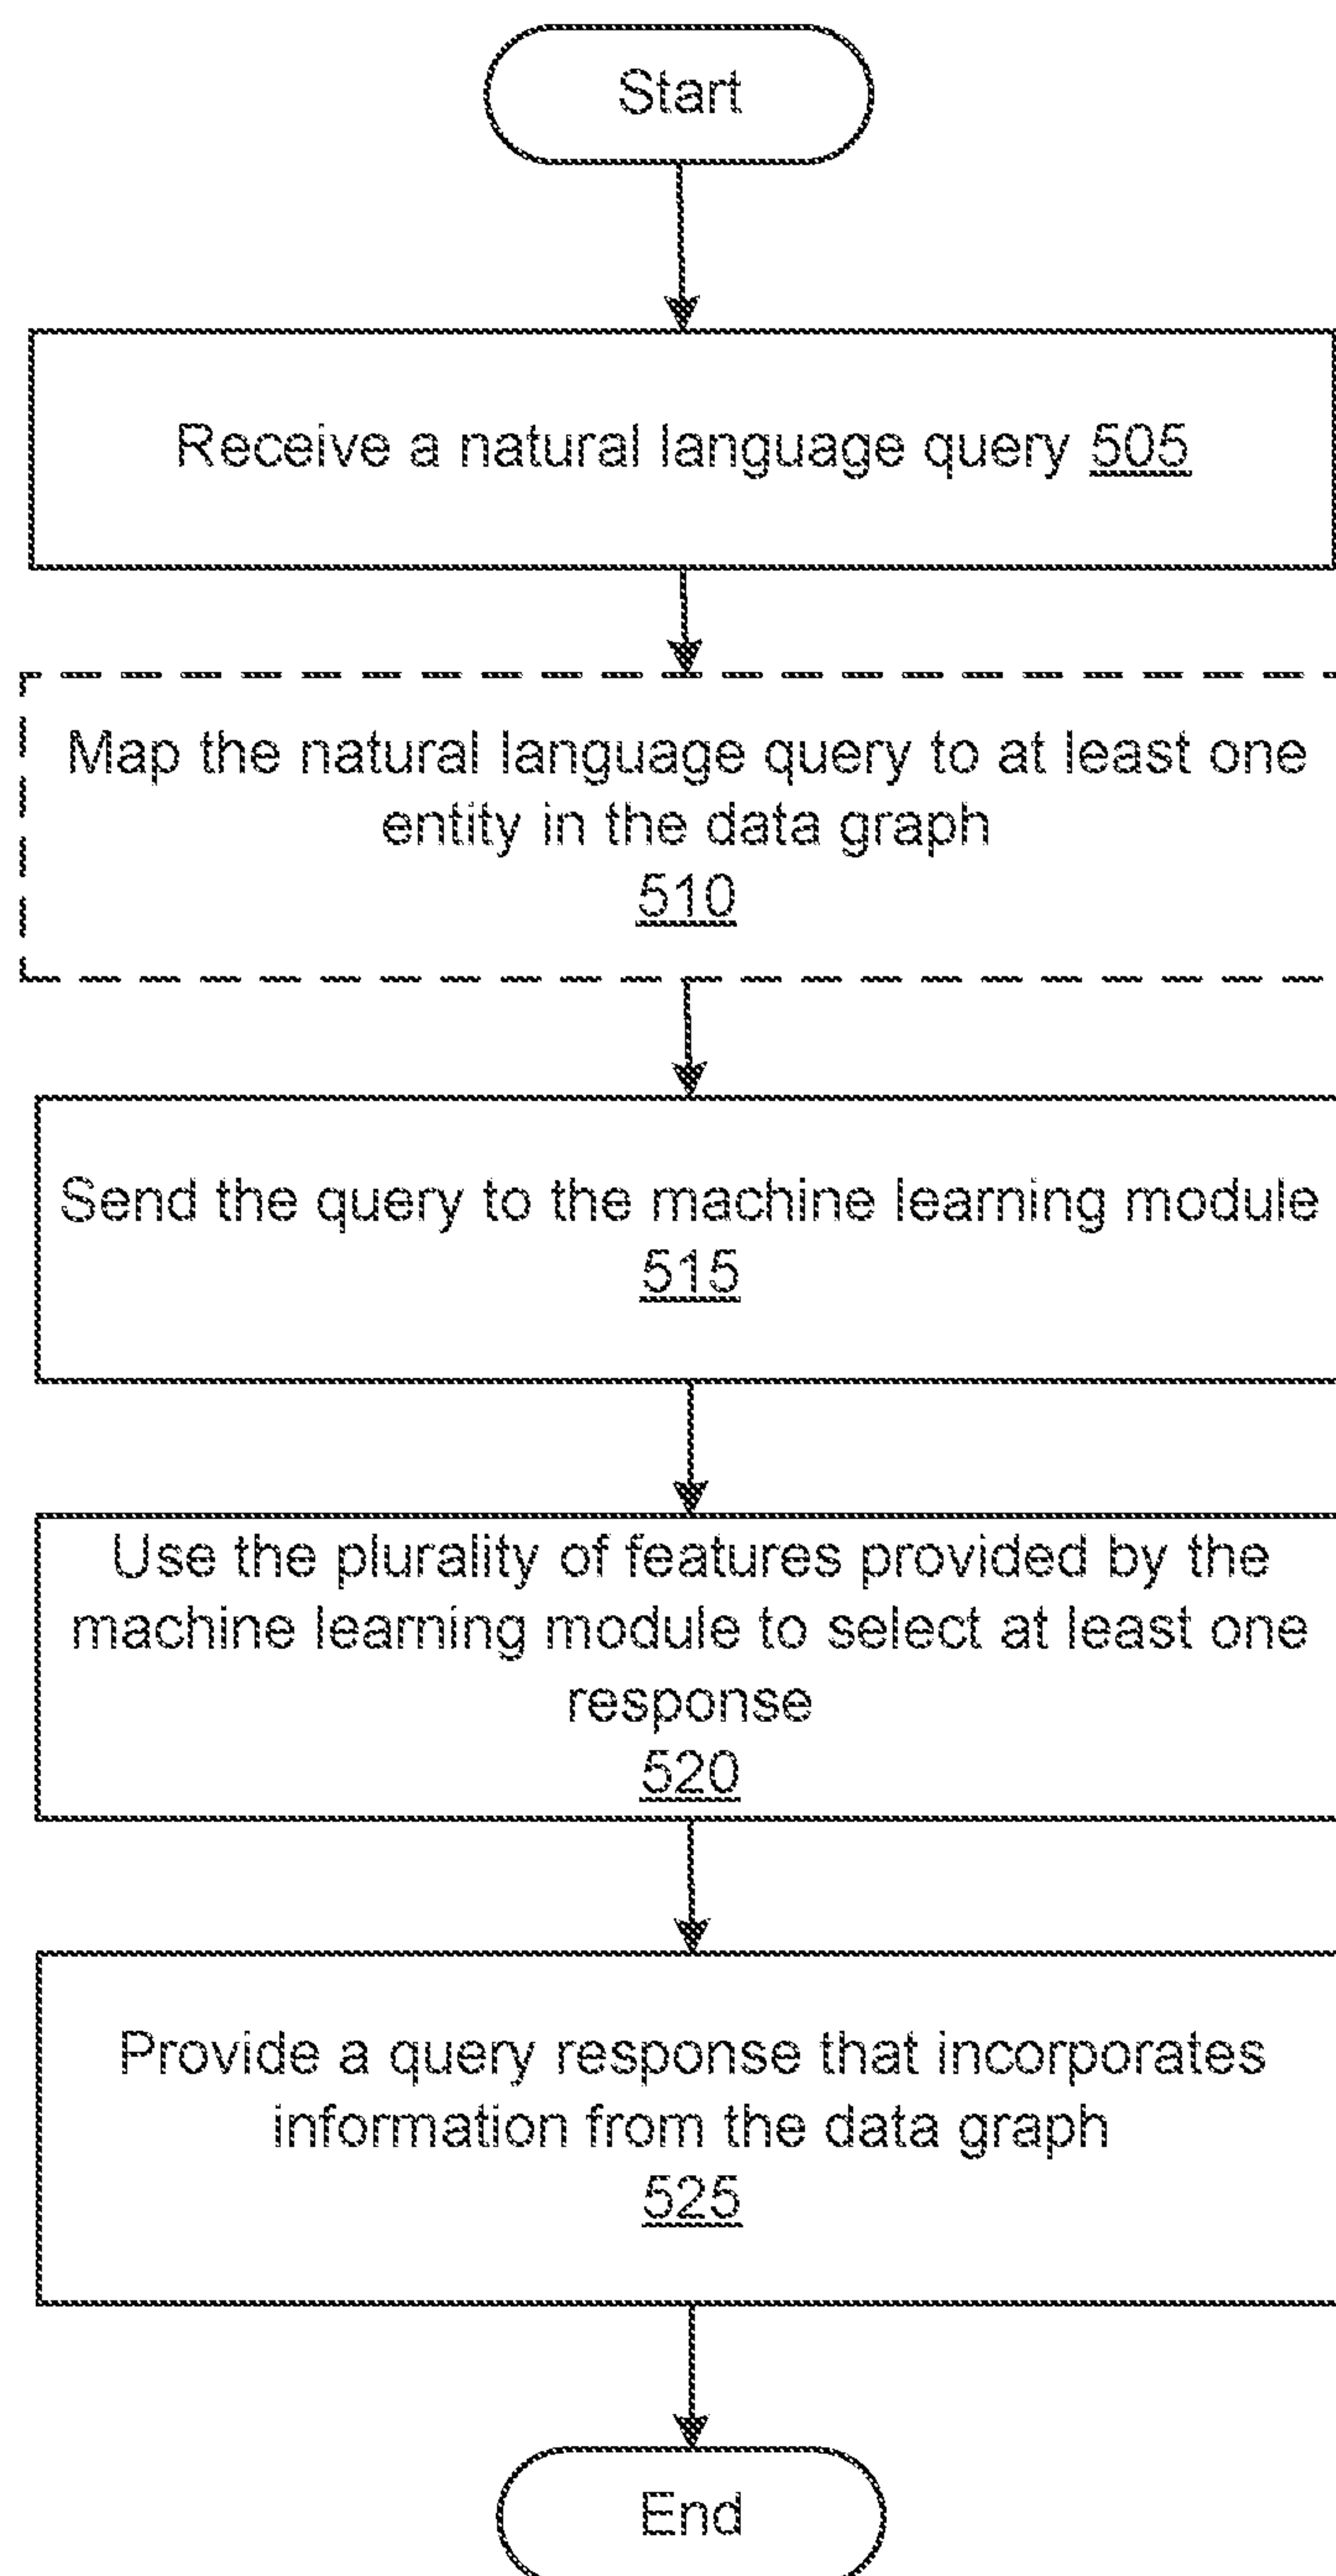 Start
Receive a natural language query 505
Map the natural language query to at least one
entity in the data graph
510
Send the query to the machine learning module
515
Use the plurality of features provided by the
machine learning module to select at least one
response
520
Provide a query response that incorporates
information from the data graph
525
End